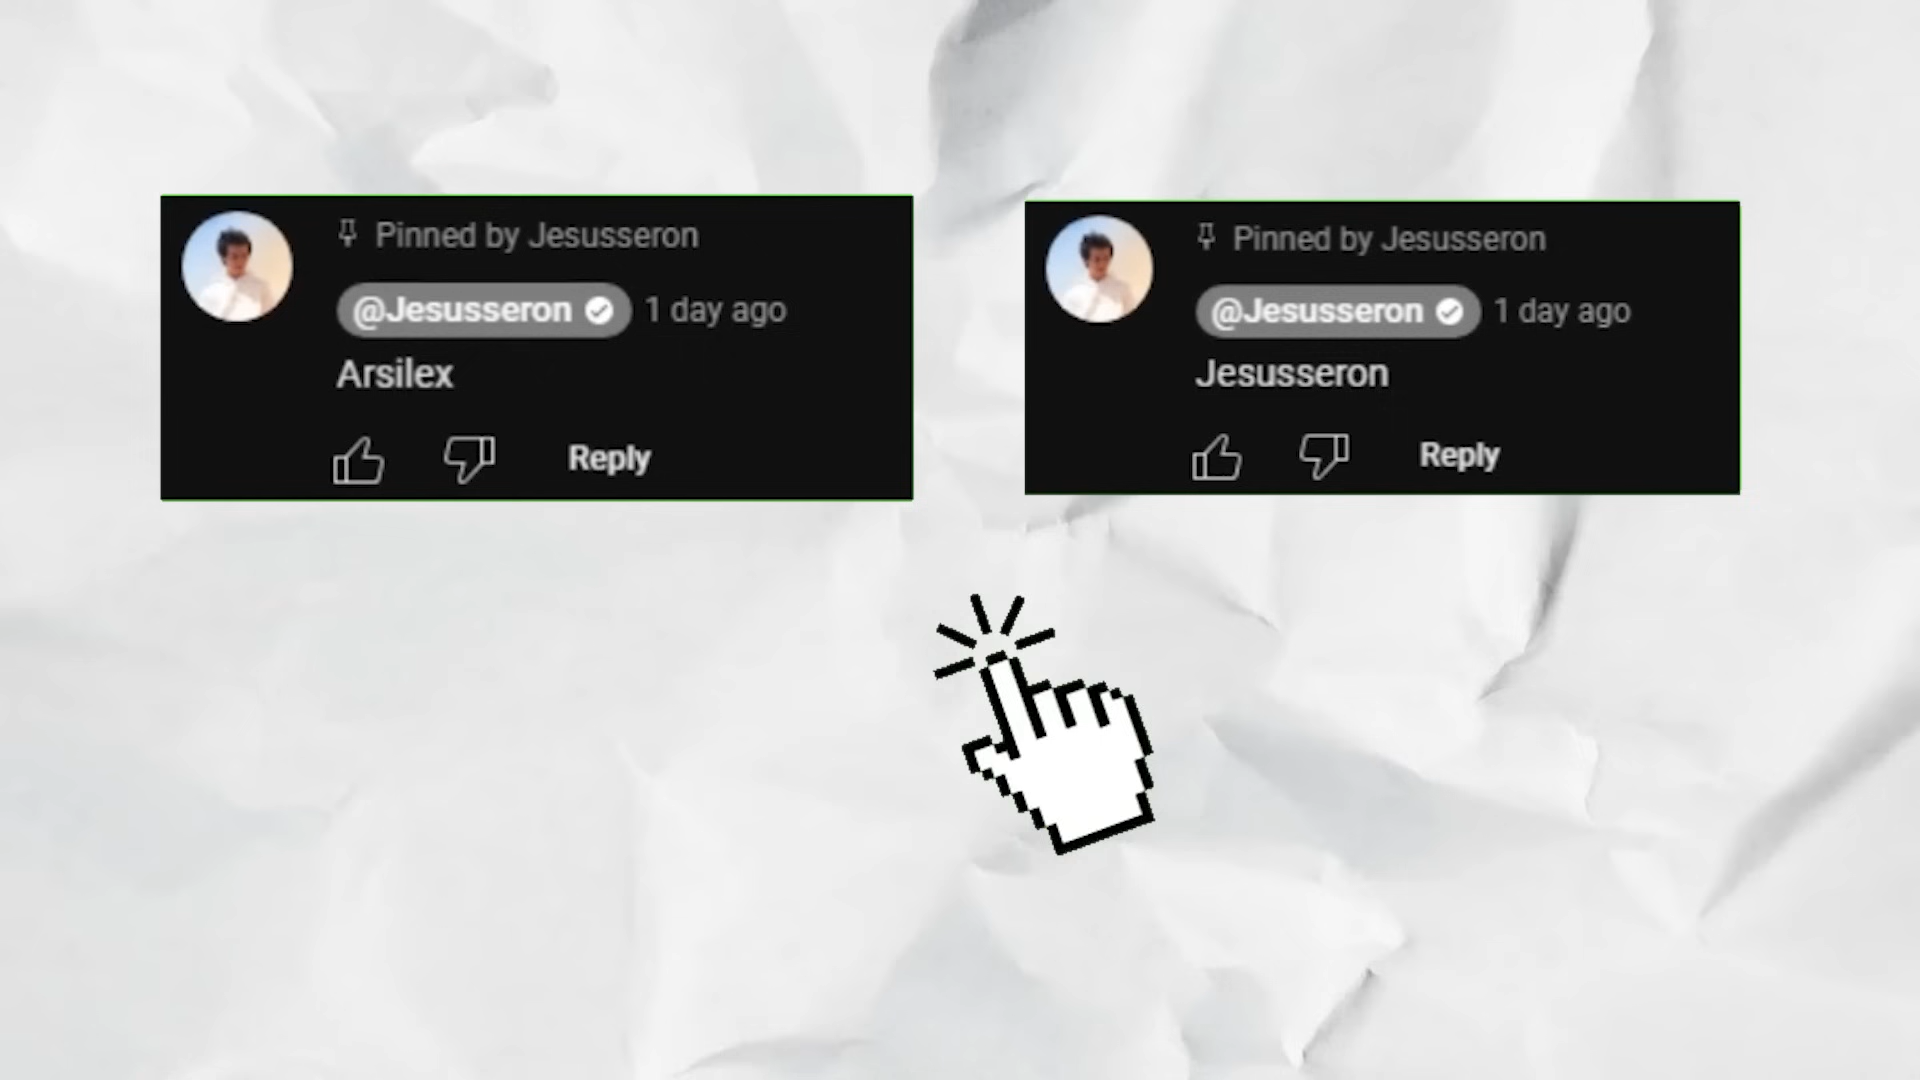 Pinned by Jesusseron
@Jesusseron 1 day ago
Arsilex
Reply
Pinned by Jesusseron
@Jesusseron 1 day ago
Jesusseron
Reply